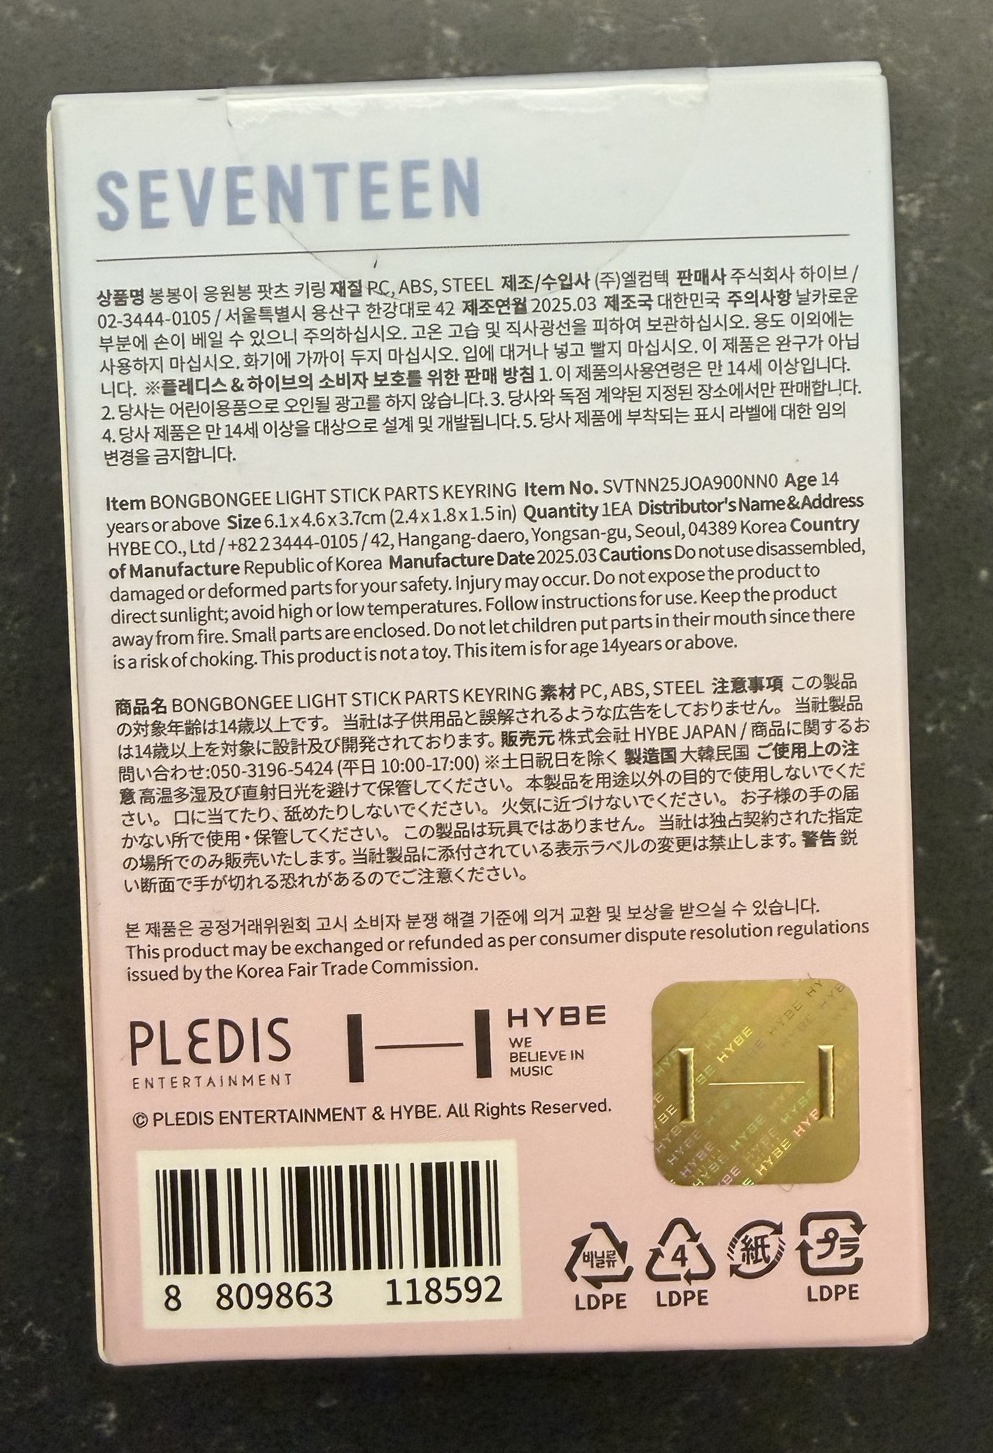 SEVENTEEN
상품명 봉봉이 응원봉 팟츠 키링 재질 PC, ABS, STEEL 제조/수입사 (주)엘컴텍 판매사 주식회사 하이브 /
02-3444-0105 / 서울특별시 용산구 한강대로 42 제조연월 2025.03 제조국 대한민국 주의사항 날카로운
부분에 손이 베일 수 있으니 주의하십시오. 고온 고습 및 직사광선을 피하여 보관하십시오. 용도 이외에는
사용하지 마십시오. 화기에 가까이 두지 마십시오. 입에 대거나 넣고 빨지 마십시오. 이 제품은 완구가 아닙
니다. ※플레디스 & 하이브의 소비자 보호를 위한 판매 방침 1. 이 제품의사용연령은 만 14세 이상입니다.
2. 당사는 어린이용품으로 오인될 광고를 하지 않습니다. 3. 당사와 독점 계약된 지정된 장소에서만 판매합니다.
4. 당사 제품은 만 14세 이상을 대상으로 설계 및 개발됩니다. 5. 당사 제품에 부착되는 표시 라벨에 대한 임의
변경을 금지합니다.
Item BONGBONGEE LIGHT STICK PARTS KEYRING Item No. SVTNN25JOA900NN0 Age 14
years or above Size 6.1 x 4.6 x 3.7cm (2.4 x 1.8 x 1.5 in) Quantity 1EA Distributor's Name&Address
HYBE CO., Ltd / +82 2 3444-0105 / 42, Hangang-daero, Yongsan-gu, Seoul, 04389 Korea Country
of Manufacture Republic of Korea Manufacture Date 2025.03 Cautions Do not use disassembled,
damaged or deformed parts for your safety. Injury may occur. Do not expose the product to
direct sunlight; avoid high or low temperatures. Follow instructions for use. Keep the product
away from fire. Small parts are enclosed. Do not let children put parts in their mouth since there
is a risk of choking. This product is not a toy. This item is for age 14years or above.
商品名 BONGBONGEE LIGHT STICK PARTS KEYRING 素材 PC, ABS, STEEL 注意事項 この製品
の対象年齢は14歳以上です。 当社は子供用品と誤解されるような広告をしておりません。 当社製品
は14歳以上を対象に設計及び開発されております。販売元 株式会社 HYBE JAPAN / 商品に関するお
問い合わせ:050-3196-5424 (平日 10:00-17:00) ※土日祝日を除く 製造国 大韓民国 ご使用上の注
意 高温多湿及び直射日光を避けて保管してください。 本製品を用途以外の目的で使用しないでくだ
さい。 口に当てたり、舐めたりしないでください。 火気に近づけないでください。 お子様の手の届
かない所で使用・保管してください。 この製品は玩具ではありません。 当社は独占契約された指定
の場所でのみ販売いたします。当社製品に添付されている表示ラベルの変更は禁止します。警告 鋭
い断面で手が切れる恐れがあるのでご注意ください。
본 제품은 공정거래위원회 고시 소비자 분쟁 해결 기준에 의거 교환 및 보상을 받으실 수 있습니다.
This product may be exchanged or refunded as per consumer dispute resolution regulations
issued by the Korea Fair Trade Commission.
PLEDIS
ENTERTAINMENT
HYBE
WE
BELIEVE IN
MUSIC
© PLEDIS ENTERTAINMENT & HYBE. All Rights Reserved.
HYBE HYBE HYBE
8 809863 118592
비닐류
LDPE
4
LDPE
紙
プラ
LDPE